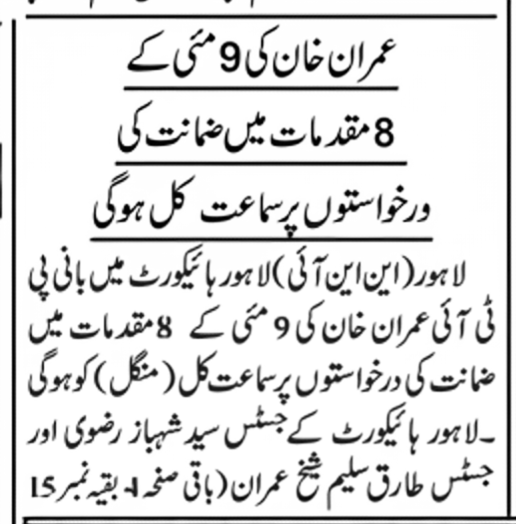 عمران خان کی 9 مئی کے
8 مقدمات میں ضمانت کی
ورخواستوں پر سماعت کل ہوگی
لاہور (این این آئی) لاہور ہائیکورٹ میں بانی پی
ٹی آئی عمران خان کی 9 مئی کے 8 مقدمات میں
ضمانت کی درخواستوں پر سماعت کل (منگل) کو ہوگی
۔لاہور ہائیکورٹ کے جسٹس سید شہباز رضوی اور
جسٹس طارق سلیم شیخ عمران (باقی صفحہ 4 بقیہ نمبر 15